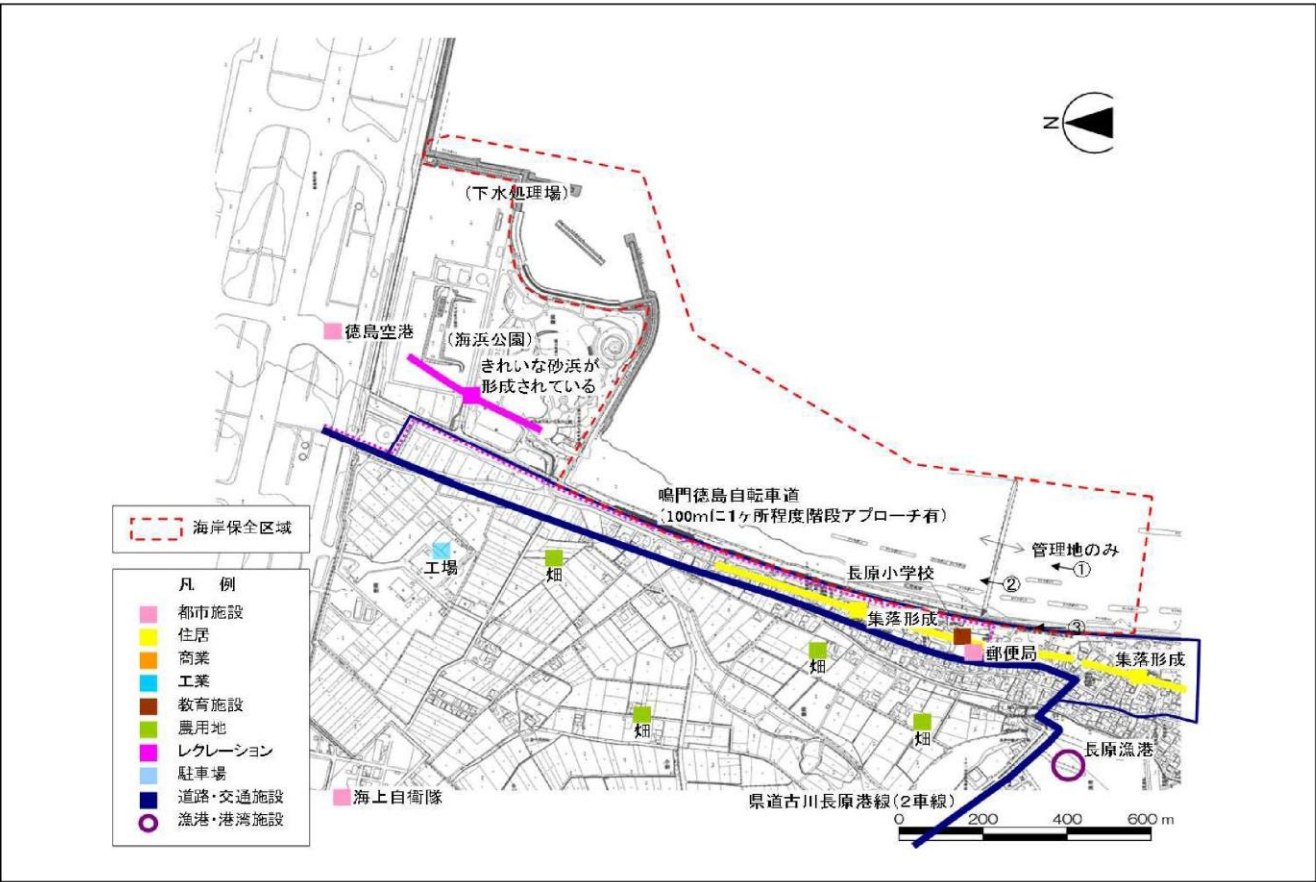 N
(下水処理場)
徳島空港
(海浜公園)
きれいな砂浜が
形成されている
鳴門徳島自転車道
(100mに1ヶ所程度階段アプローチ有)
管理地のみ
①
②
③
長原小学校
集落形成
郵便局
集落形成
工場
畑
畑
畑
畑
長原漁港
海上自衛隊
県道古川長原港線(2車線)
0 200 400 600 m
海岸保全区域
凡 例
都市施設
住居
商業
工業
教育施設
農用地
レクレーション
駐車場
道路・交通施設
漁港・港湾施設